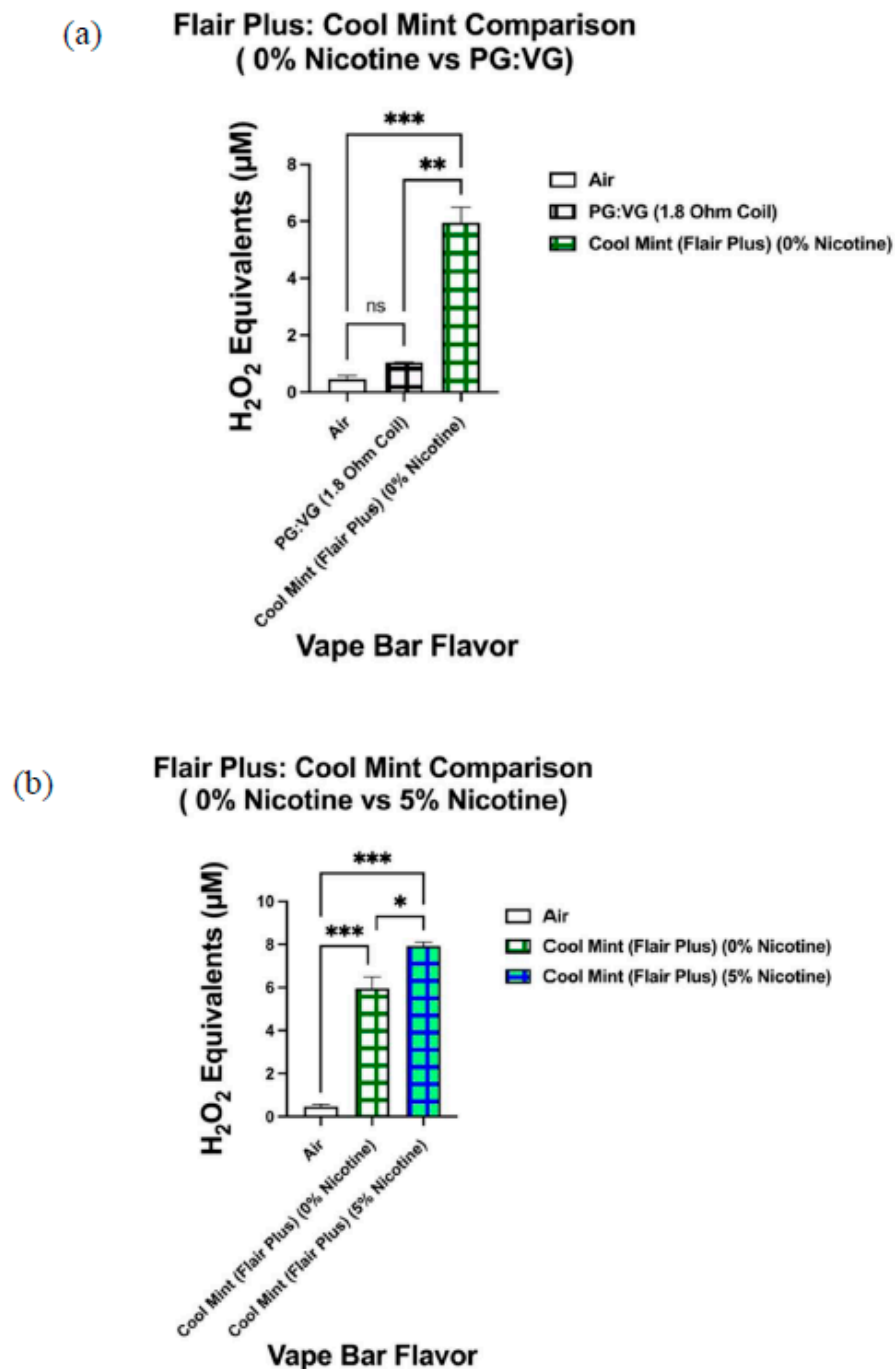 (a)
Flair Plus: Cool Mint Comparison
( 0% Nicotine vs PG:VG)
H₂O₂ Equivalents (µM)
8
6
4
2
0
***
**
ns
Air
PG:VG (1.8 Ohm Coil)
Cool Mint (Flair Plus) (0% Nicotine)
Air
PG:VG (1.8 Ohm Coil)
Cool Mint (Flair Plus) (0% Nicotine)
Vape Bar Flavor
(b)
Flair Plus: Cool Mint Comparison
( 0% Nicotine vs 5% Nicotine)
H₂O₂ Equivalents (µM)
10
8
6
4
2
0
***
*
***
Air
Cool Mint (Flair Plus) (0% Nicotine)
Cool Mint (Flair Plus) (5% Nicotine)
Air
Cool Mint (Flair Plus) (0% Nicotine)
Cool Mint (Flair Plus) (5% Nicotine)
Vape Bar Flavor